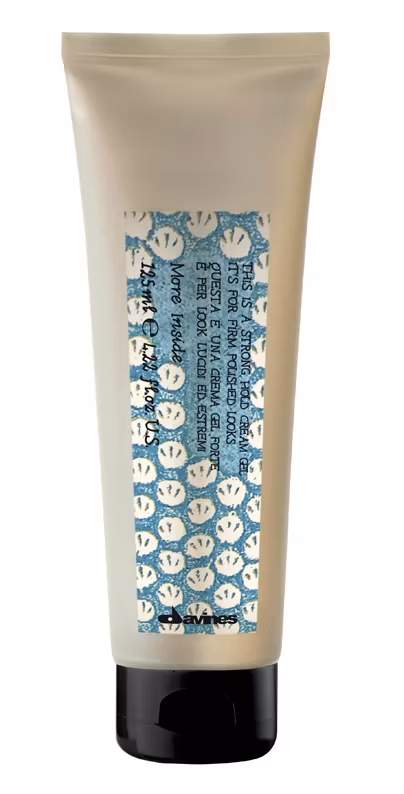 THIS IS A STRONG HOLD CREAM GEL
IT'S FOR FIRM POLISHED LOOKS.
QUESTA È UNA CREMA GEL FORTE
È PER LOOK LUCIDI ED ESTREMI
More Inside
125 ml ℮ 4.22 fl.oz U.S.
davines